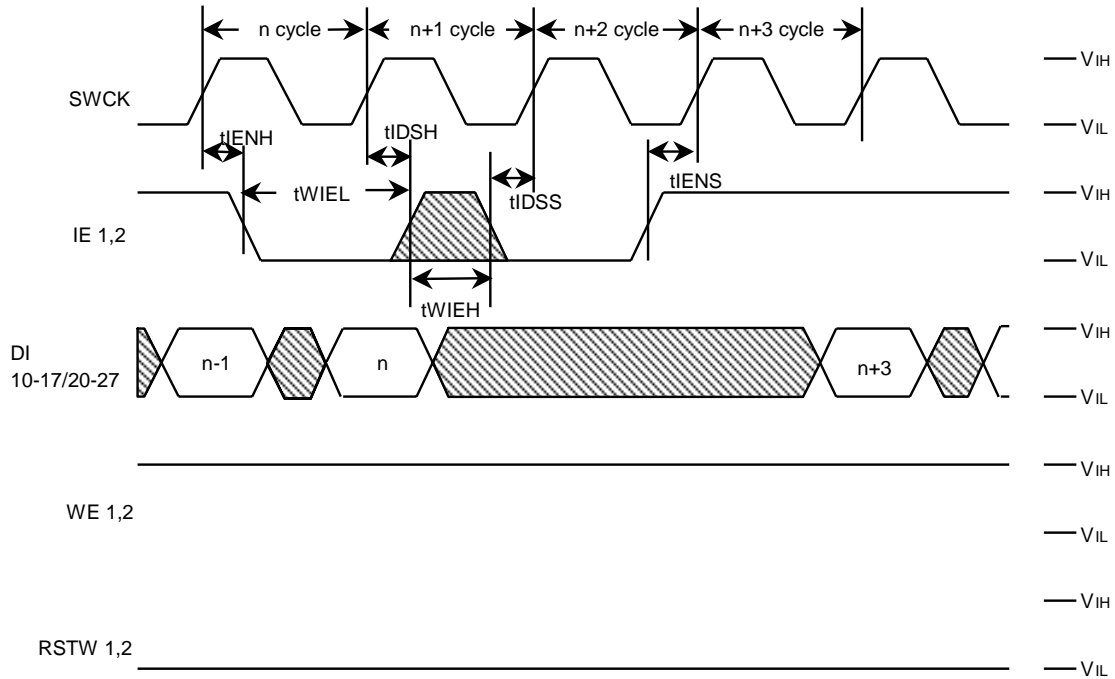 n cycle n+1 cycle n+2 cycle n+3 cycle
SWCK
VIH
VIL
tIENH
tIDSH
tIENS
tWIEL
tIDSS
IE 1,2
VIH
VIL
tWIEH
DI
10-17/20-27
n-1 n n+3
VIH
VIL
WE 1,2
VIH
VIL
RSTW 1,2
VIH
VIL